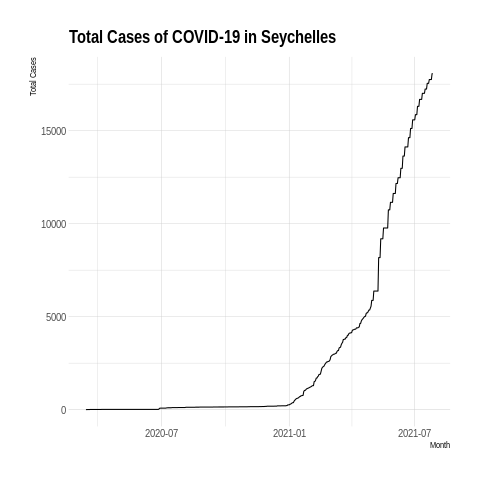 Total Cases of COVID-19 in Seychelles
Total Cases
15000
10000
5000
0
2020-07
2021-01
2021-07
Month